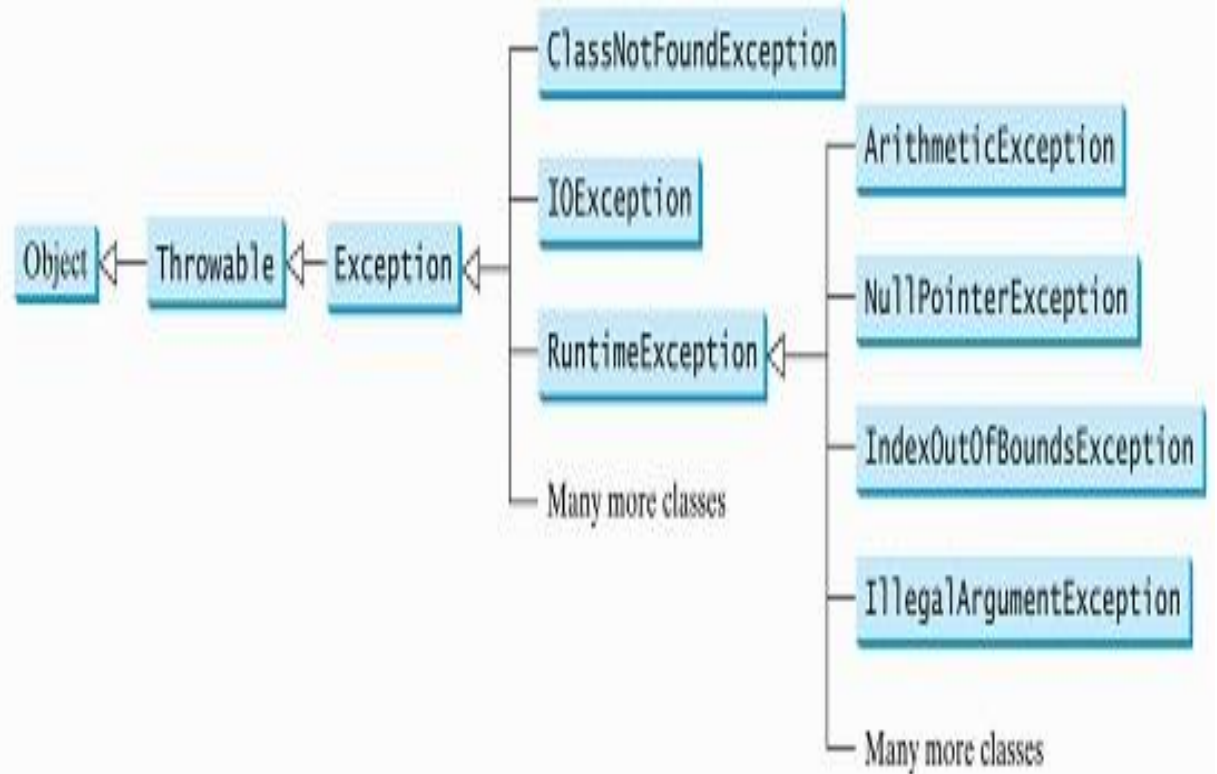 Object
Throwable
Exception
ClassNotFoundException
IOException
RuntimeException
Many more classes
ArithmeticException
NullPointerException
IndexOutOfBoundsException
IllegalArgumentException
Many more classes